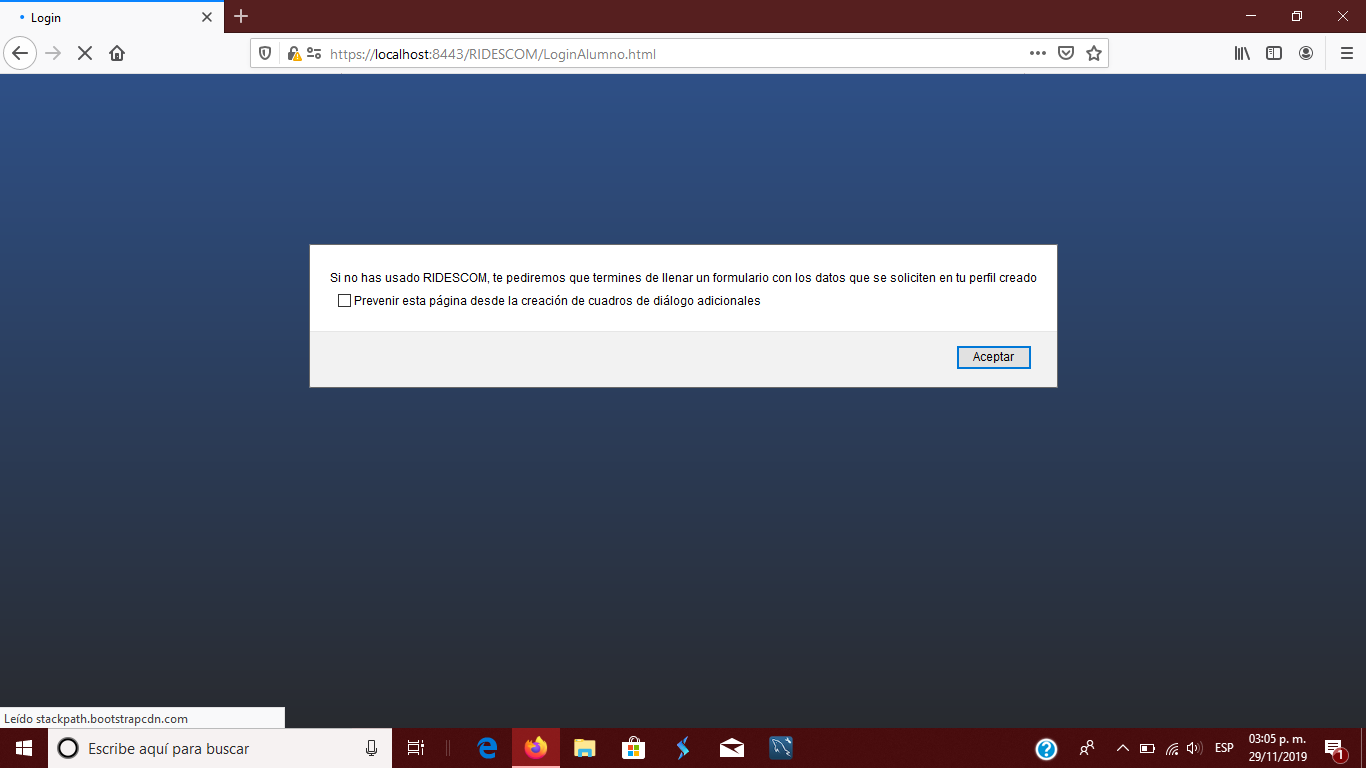 Login
https://localhost:8443/RIDESCOM/LoginAlumno.html
Si no has usado RIDESCOM, te pediremos que termines de llenar un formulario con los datos que se soliciten en tu perfil creado
Prevenir esta página desde la creación de cuadros de diálogo adicionales
Aceptar
Leído stackpath.bootstrapcdn.com
Escribe aquí para buscar
ESP
03:05 p. m.
29/11/2019
1